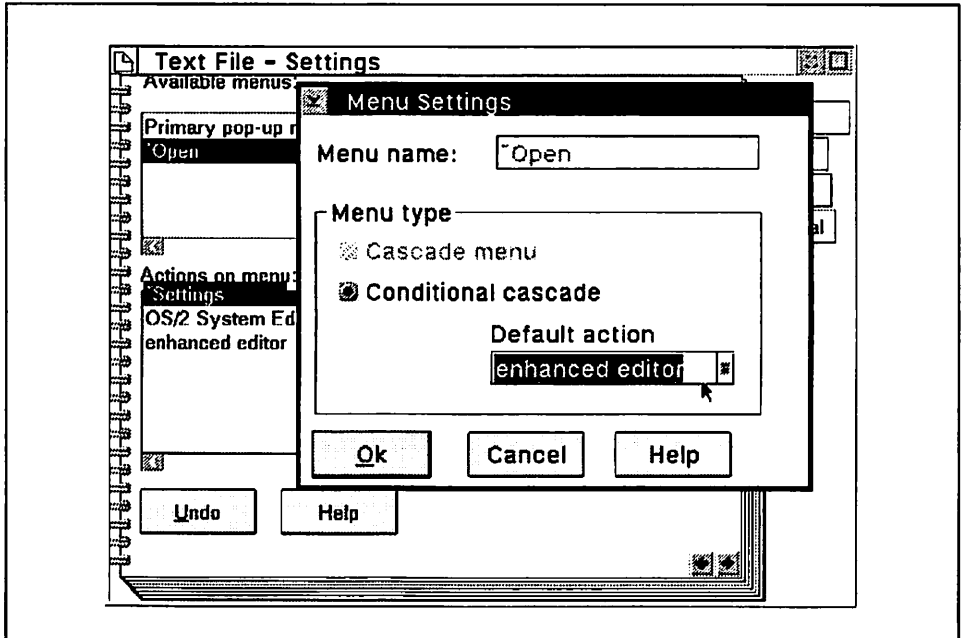 Text File - Settings
Available menus:
Primary pop-up
~Open
Actions on menu:
~Settings
OS/2 System Ed
enhanced editor
Undo
Help
Menu Settings
Menu name:
~Open
Menu type
Cascade menu
Conditional cascade
Default action
enhanced editor
Ok
Cancel
Help
al